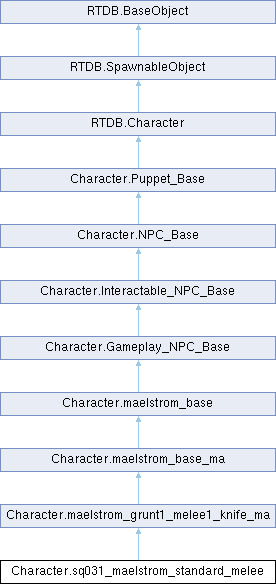 RTDB.BaseObject
RTDB.SpawnableObject
RTDB.Character
Character.Puppet_Base
Character.NPC_Base
Character.Interactable_NPC_Base
Character.Gameplay_NPC_Base
Character.maelstrom_base
Character.maelstrom_base_ma
Character.maelstrom_grunt1_melee1_knife_ma
Character.sq031_maelstrom_standard_melee